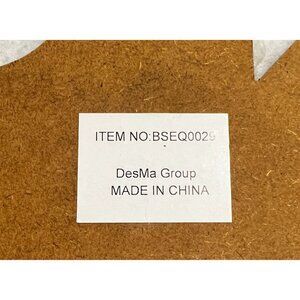 ITEM NO:BSEQ0029
DesMa Group
MADE IN CHINA